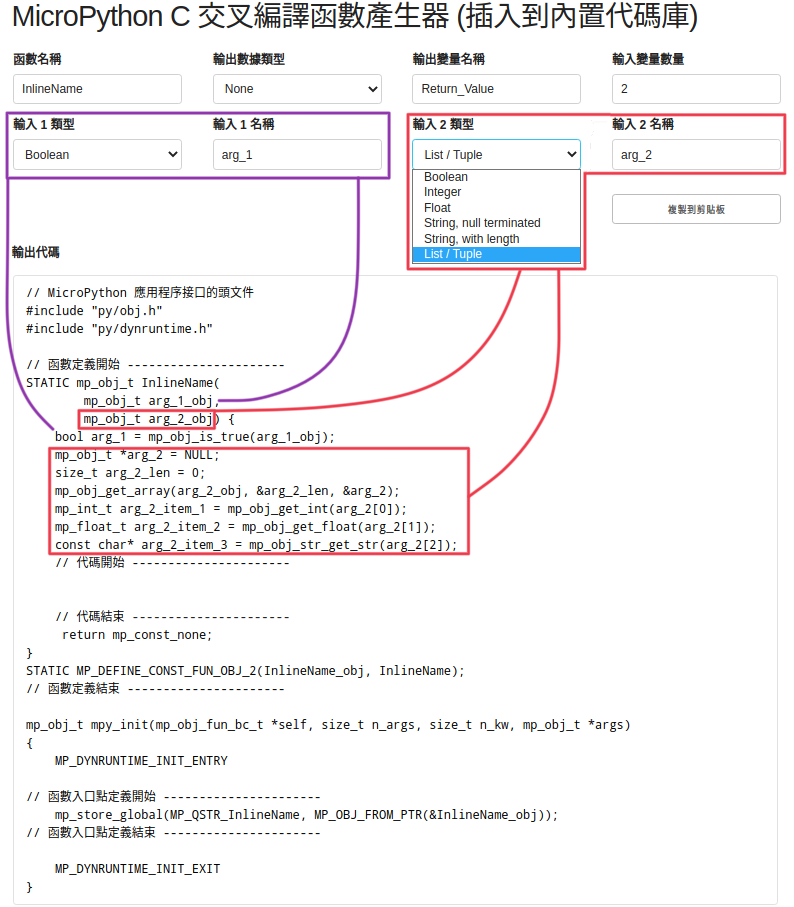 MicroPython C 交叉編譯函數產生器 (插入到內置代碼庫)
函數名稱 輸出數據類型 輸出變量名稱 輸入變量數量
InlineName None Return_Value 2
輸入 1 類型 輸入 1 名稱 輸入 2 類型 輸入 2 名稱
Boolean arg_1 List / Tuple arg_2
Boolean
Integer
Float
String, null terminated
String, with length
List / Tuple
複製到剪貼板
輸出代碼
// MicroPython 應用程序接口的頭文件
#include "py/obj.h"
#include "py/dynruntime.h"
// 函數定義開始 ----------------------
STATIC mp_obj_t InlineName(
mp_obj_t arg_1_obj,
mp_obj_t arg_2_obj) {
bool arg_1 = mp_obj_is_true(arg_1_obj);
mp_obj_t *arg_2 = NULL;
size_t arg_2_len = 0;
mp_obj_get_array(arg_2_obj, &arg_2_len, &arg_2);
mp_int_t arg_2_item_1 = mp_obj_get_int(arg_2[0]);
mp_float_t arg_2_item_2 = mp_obj_get_float(arg_2[1]);
const char* arg_2_item_3 = mp_obj_str_get_str(arg_2[2]);
// 代碼開始 ----------------------
// 代碼結束 ----------------------
return mp_const_none;
}
STATIC MP_DEFINE_CONST_FUN_OBJ_2(InlineName_obj, InlineName);
// 函數定義結束 ----------------------
mp_obj_t mpy_init(mp_obj_fun_bc_t *self, size_t n_args, size_t n_kw, mp_obj_t *args)
{
MP_DYNRUNTIME_INIT_ENTRY
// 函數入口點定義開始 ----------------------
mp_store_global(MP_QSTR_InlineName, MP_OBJ_FROM_PTR(&InlineName_obj));
// 函數入口點定義結束 ----------------------
MP_DYNRUNTIME_INIT_EXIT
}